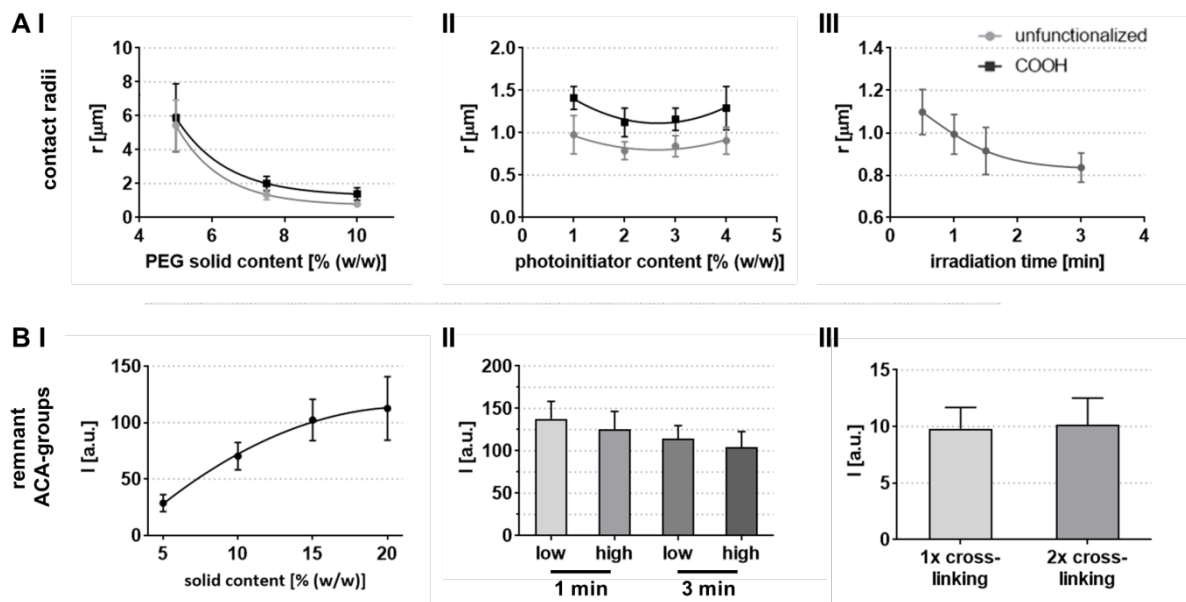 A I
II
III
contact radii
r [µm]
10
8
6
4
2
0
4
6
8
10
PEG solid content [% (w/w)]
r [µm]
2.0
1.5
1.0
0.5
0.0
0
1
2
3
4
5
photoinitiator content [% (w/w)]
unfunctionalized
COOH
r [µm]
1.4
1.2
1.0
0.8
0.6
0
1
2
3
4
irradiation time [min]
B I
II
III
remnant
ACA-groups
I [a.u.]
150
100
50
0
5
10
15
20
solid content [% (w/w)]
I [a.u.]
200
150
100
50
0
low
high
low
high
1 min
3 min
I [a.u.]
15
10
5
0
1x cross-
linking
2x cross-
linking